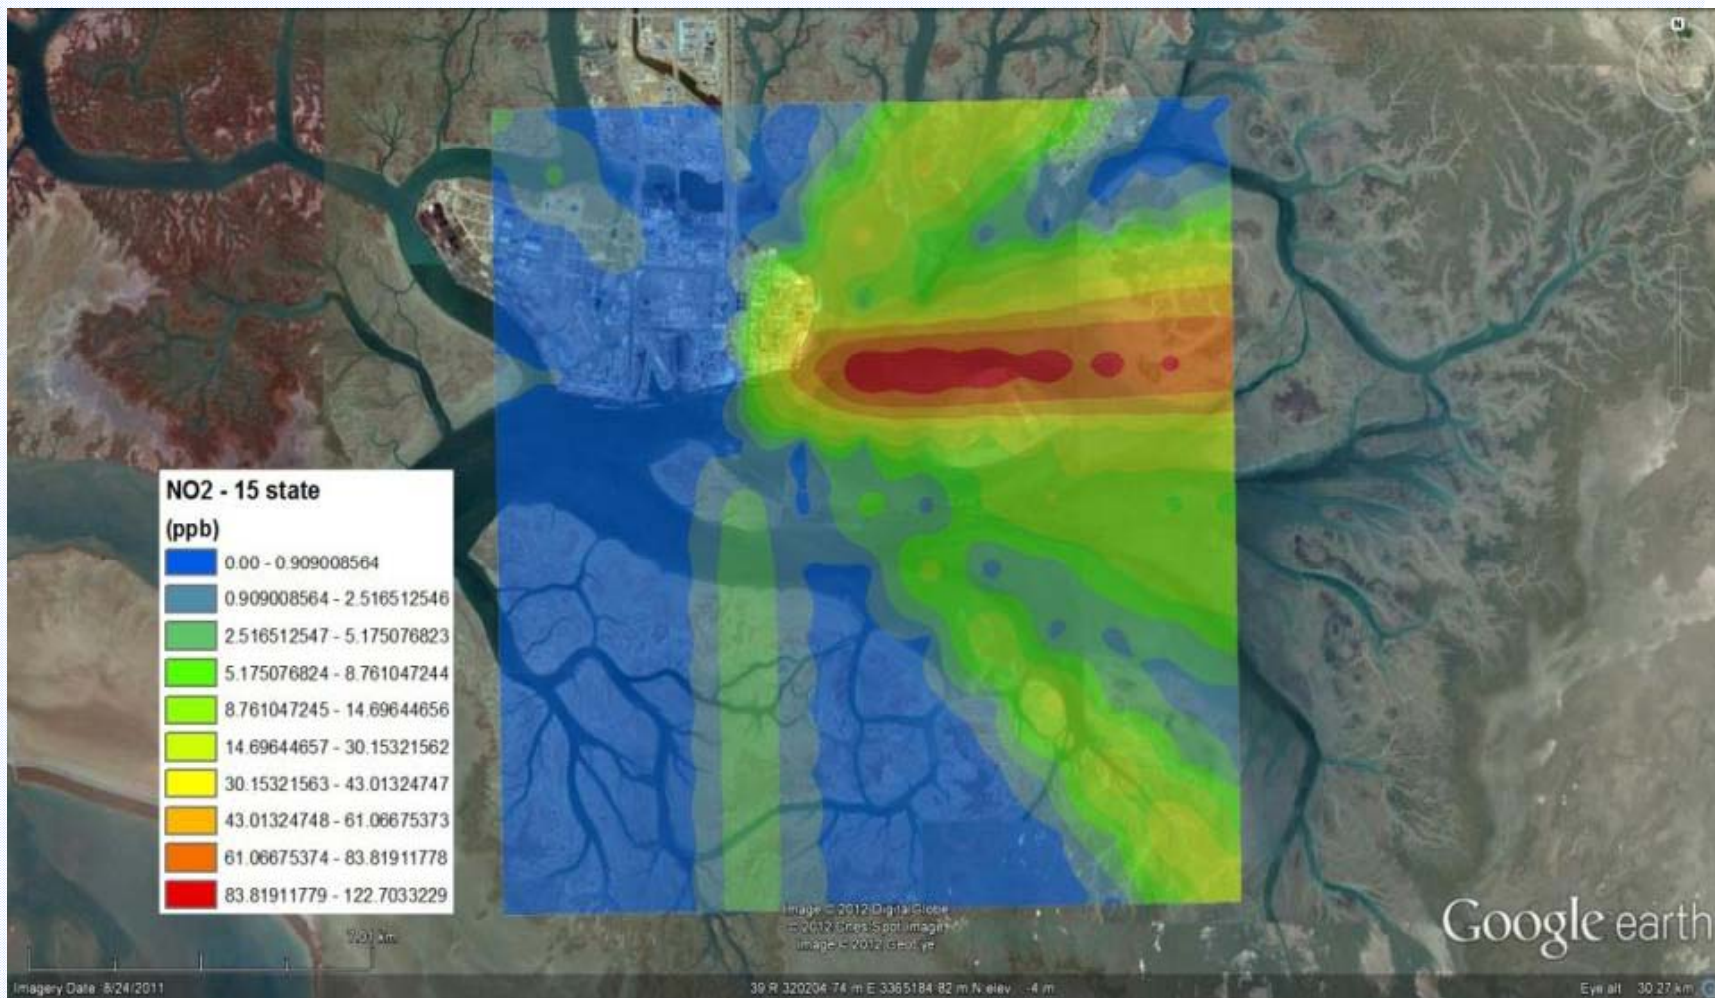 N
NO2 - 15 state
(ppb)
0.00 - 0.909008564
0.909008564 - 2.516512546
2.516512547 - 5.175076823
5.175076824 - 8.761047244
8.761047245 - 14.69644656
14.69644657 - 30.15321562
30.15321563 - 43.01324747
43.01324748 - 61.06675373
61.06675374 - 83.81911778
83.81911779 - 122.7033229
Image © 2012 DigitalGlobe
© 2012 Cnes/Spot Image
Image © 2012 GeoEye
Google earth
7.01 km
Imagery Date: 8/24/2011
39 R 320204.74 m E 3365184.82 m N elev -4 m
Eye alt 30.27 km